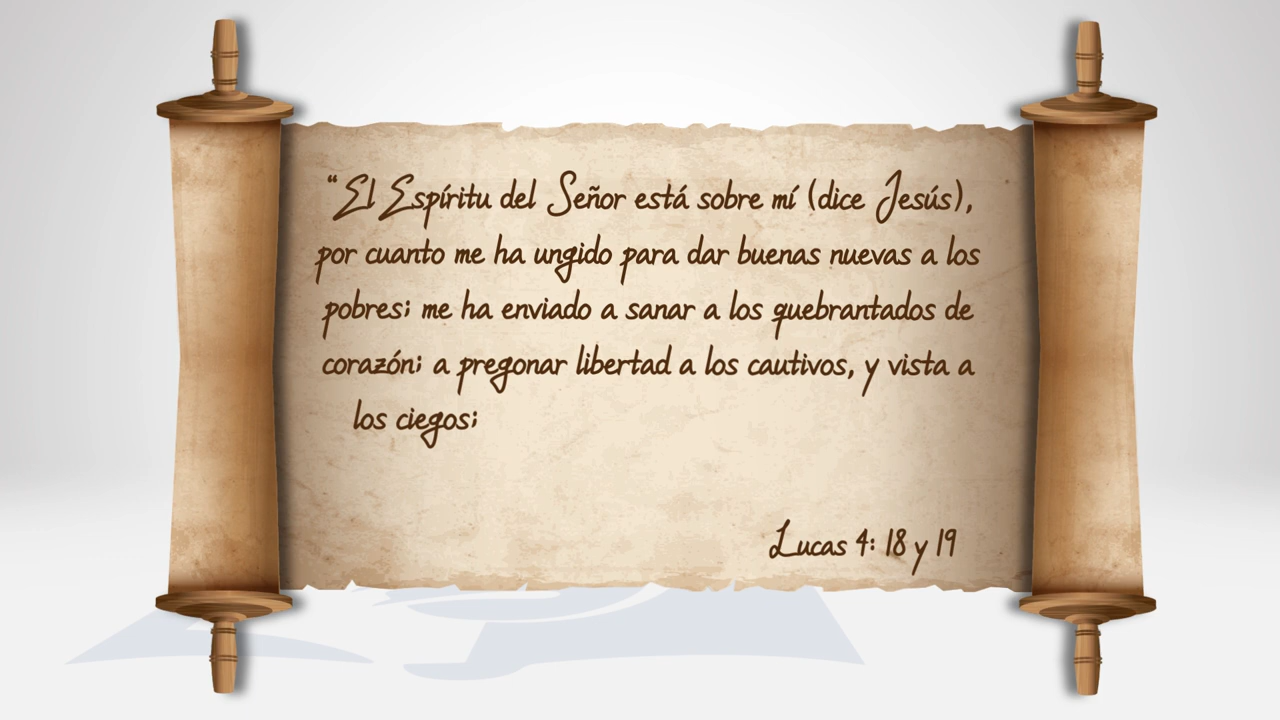 “El Espíritu del Señor está sobre mí (dice Jesús),
por cuanto me ha ungido para dar buenas nuevas a los
pobres; me ha enviado a sanar a los quebrantados de
corazón; a pregonar libertad a los cautivos, y vista a
los ciegos;
Lucas 4: 18 y 19